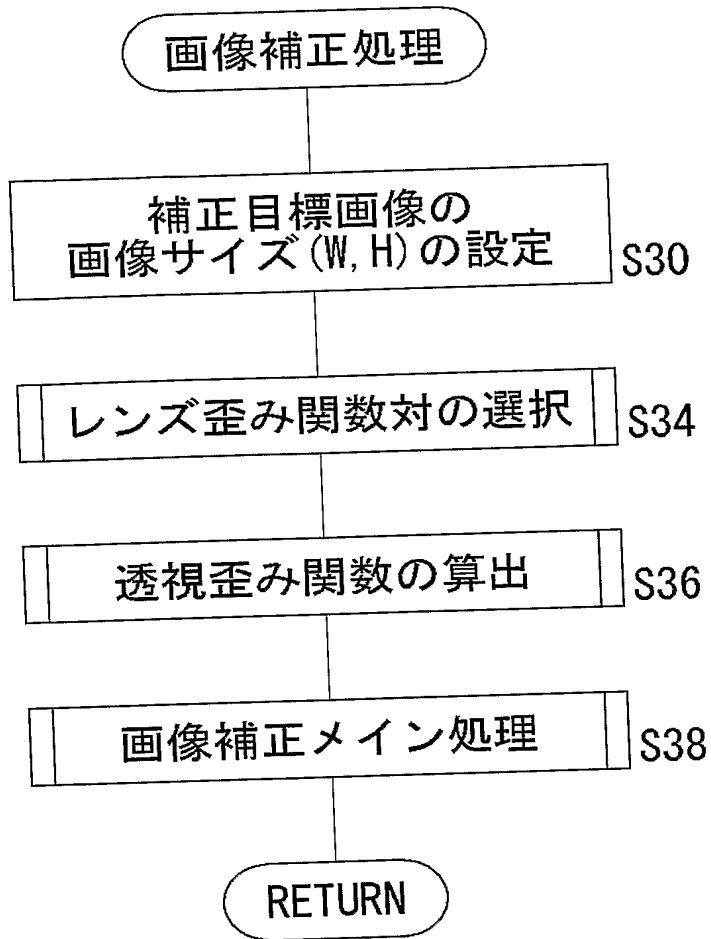 画像補正処理
補正目標画像の
画像サイズ(W,H)の設定
S30
レンズ歪み関数対の選択
S34
透視歪み関数の算出
S36
画像補正メイン処理
S38
RETURN